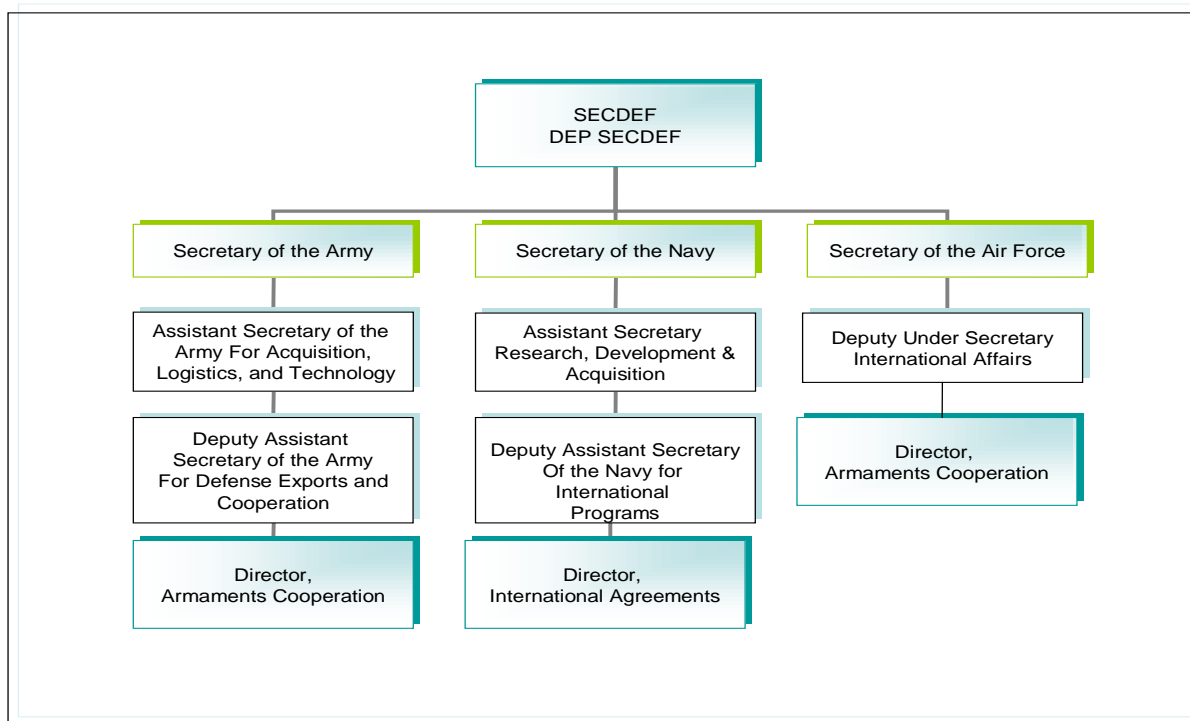 SECDEF
DEP SECDEF
Secretary of the Army
Secretary of the Navy
Secretary of the Air Force
Assistant Secretary of the
Army For Acquisition,
Logistics, and Technology
Assistant Secretary
Research, Development &
Acquisition
Deputy Under Secretary
International Affairs
Deputy Assistant
Secretary of the Army
For Defense Exports and
Cooperation
Deputy Assistant Secretary
Of the Navy for
International
Programs
Director,
Armaments Cooperation
Director,
Armaments Cooperation
Director,
International Agreements